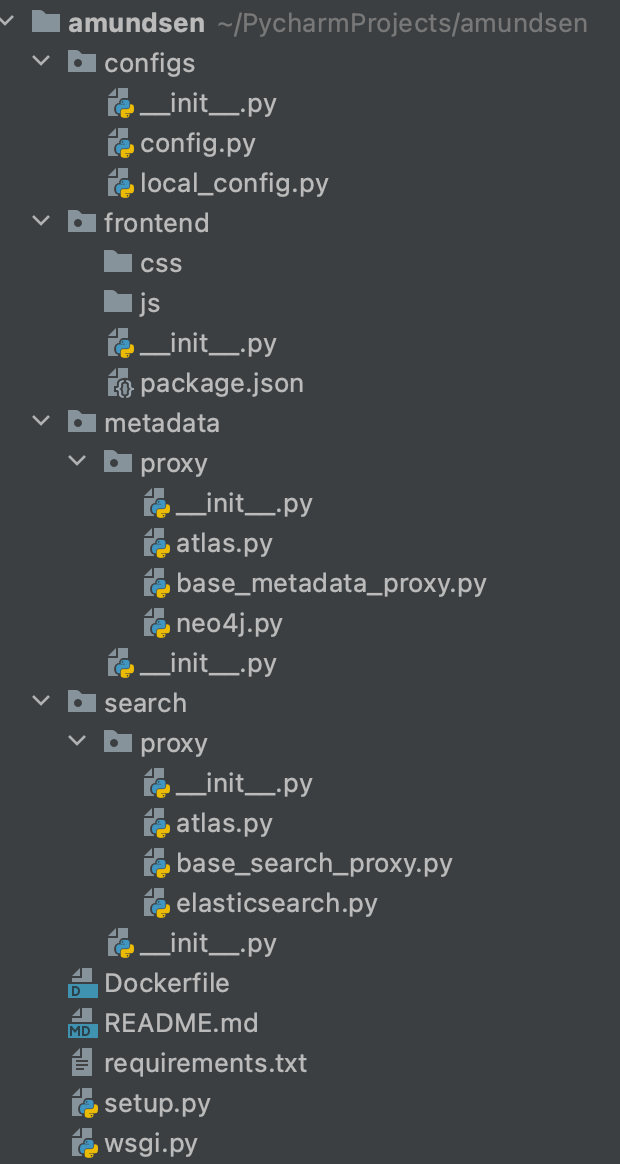 amundsen ~/PycharmProjects/amundsen
configs
__init__.py
config.py
local_config.py
frontend
css
js
__init__.py
package.json
metadata
proxy
__init__.py
atlas.py
base_metadata_proxy.py
neo4j.py
__init__.py
search
proxy
__init__.py
atlas.py
base_search_proxy.py
elasticsearch.py
__init__.py
D Dockerfile
MD README.md
requirements.txt
setup.py
wsgi.py